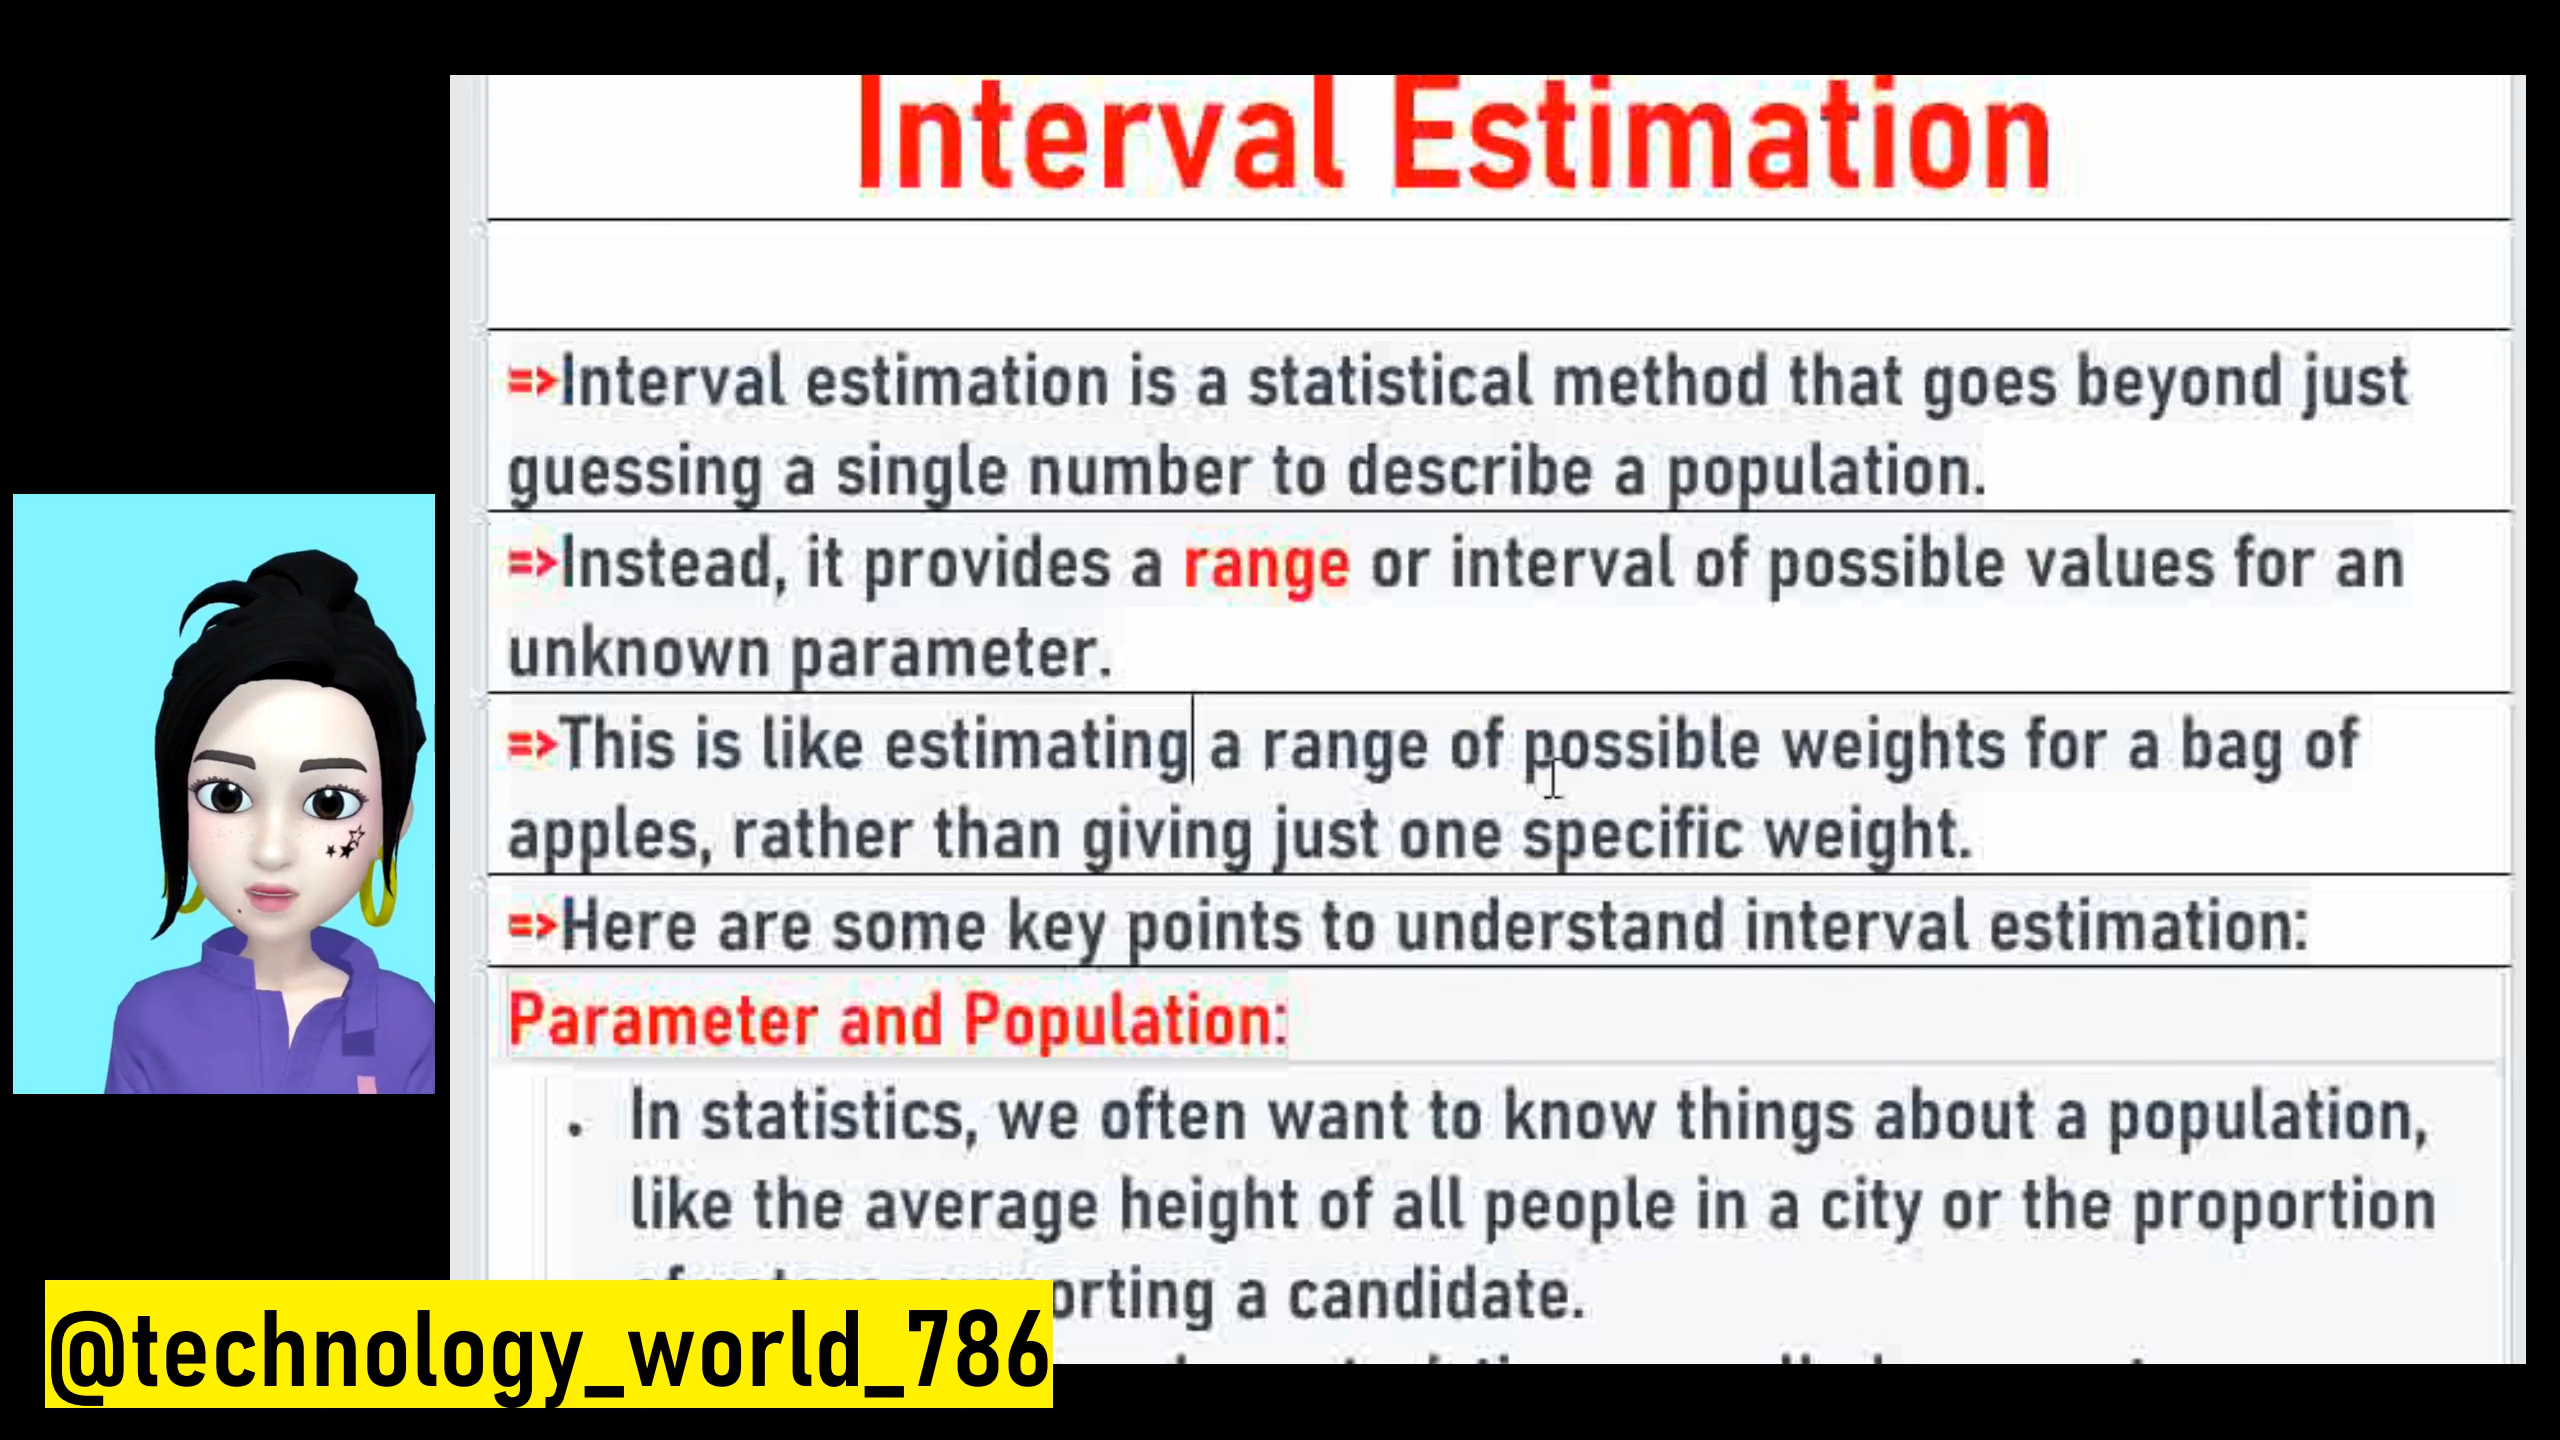 Interval Estimation
=>Interval estimation is a statistical method that goes beyond just
guessing a single number to describe a population.
=>Instead, it provides a range or interval of possible values for an
unknown parameter.
=>This is like estimating a range of possible weights for a bag of
apples, rather than giving just one specific weight.
=>Here are some key points to understand interval estimation:
Parameter and Population:
• In statistics, we often want to know things about a population,
like the average height of all people in a city or the proportion
a candidate.
@technology_world_786